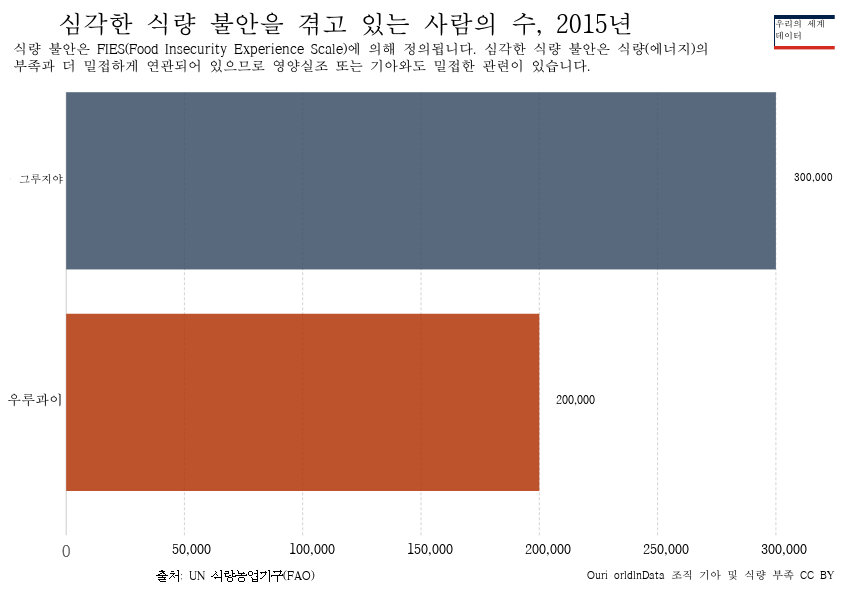 심각한 식량 불안을 겪고 있는 사람의 수, 2015년
우리의 세계
데이터
식량 불안은 FIES(Food Insecurity Experience Scale)에 의해 정의됩니다. 심각한 식량 불안은 식량(에너지)의
부족과 더 밀접하게 연관되어 있으므로 영양실조 또는 기아와도 밀접한 관련이 있습니다.
그루지야
300,000
우루과이
200,000
0 50,000 100,000 150,000 200,000 250,000 300,000
출처: UN 식량농업기구(FAO)
Ouri orldInData 조직 기아 및 식량 부족 CC BY